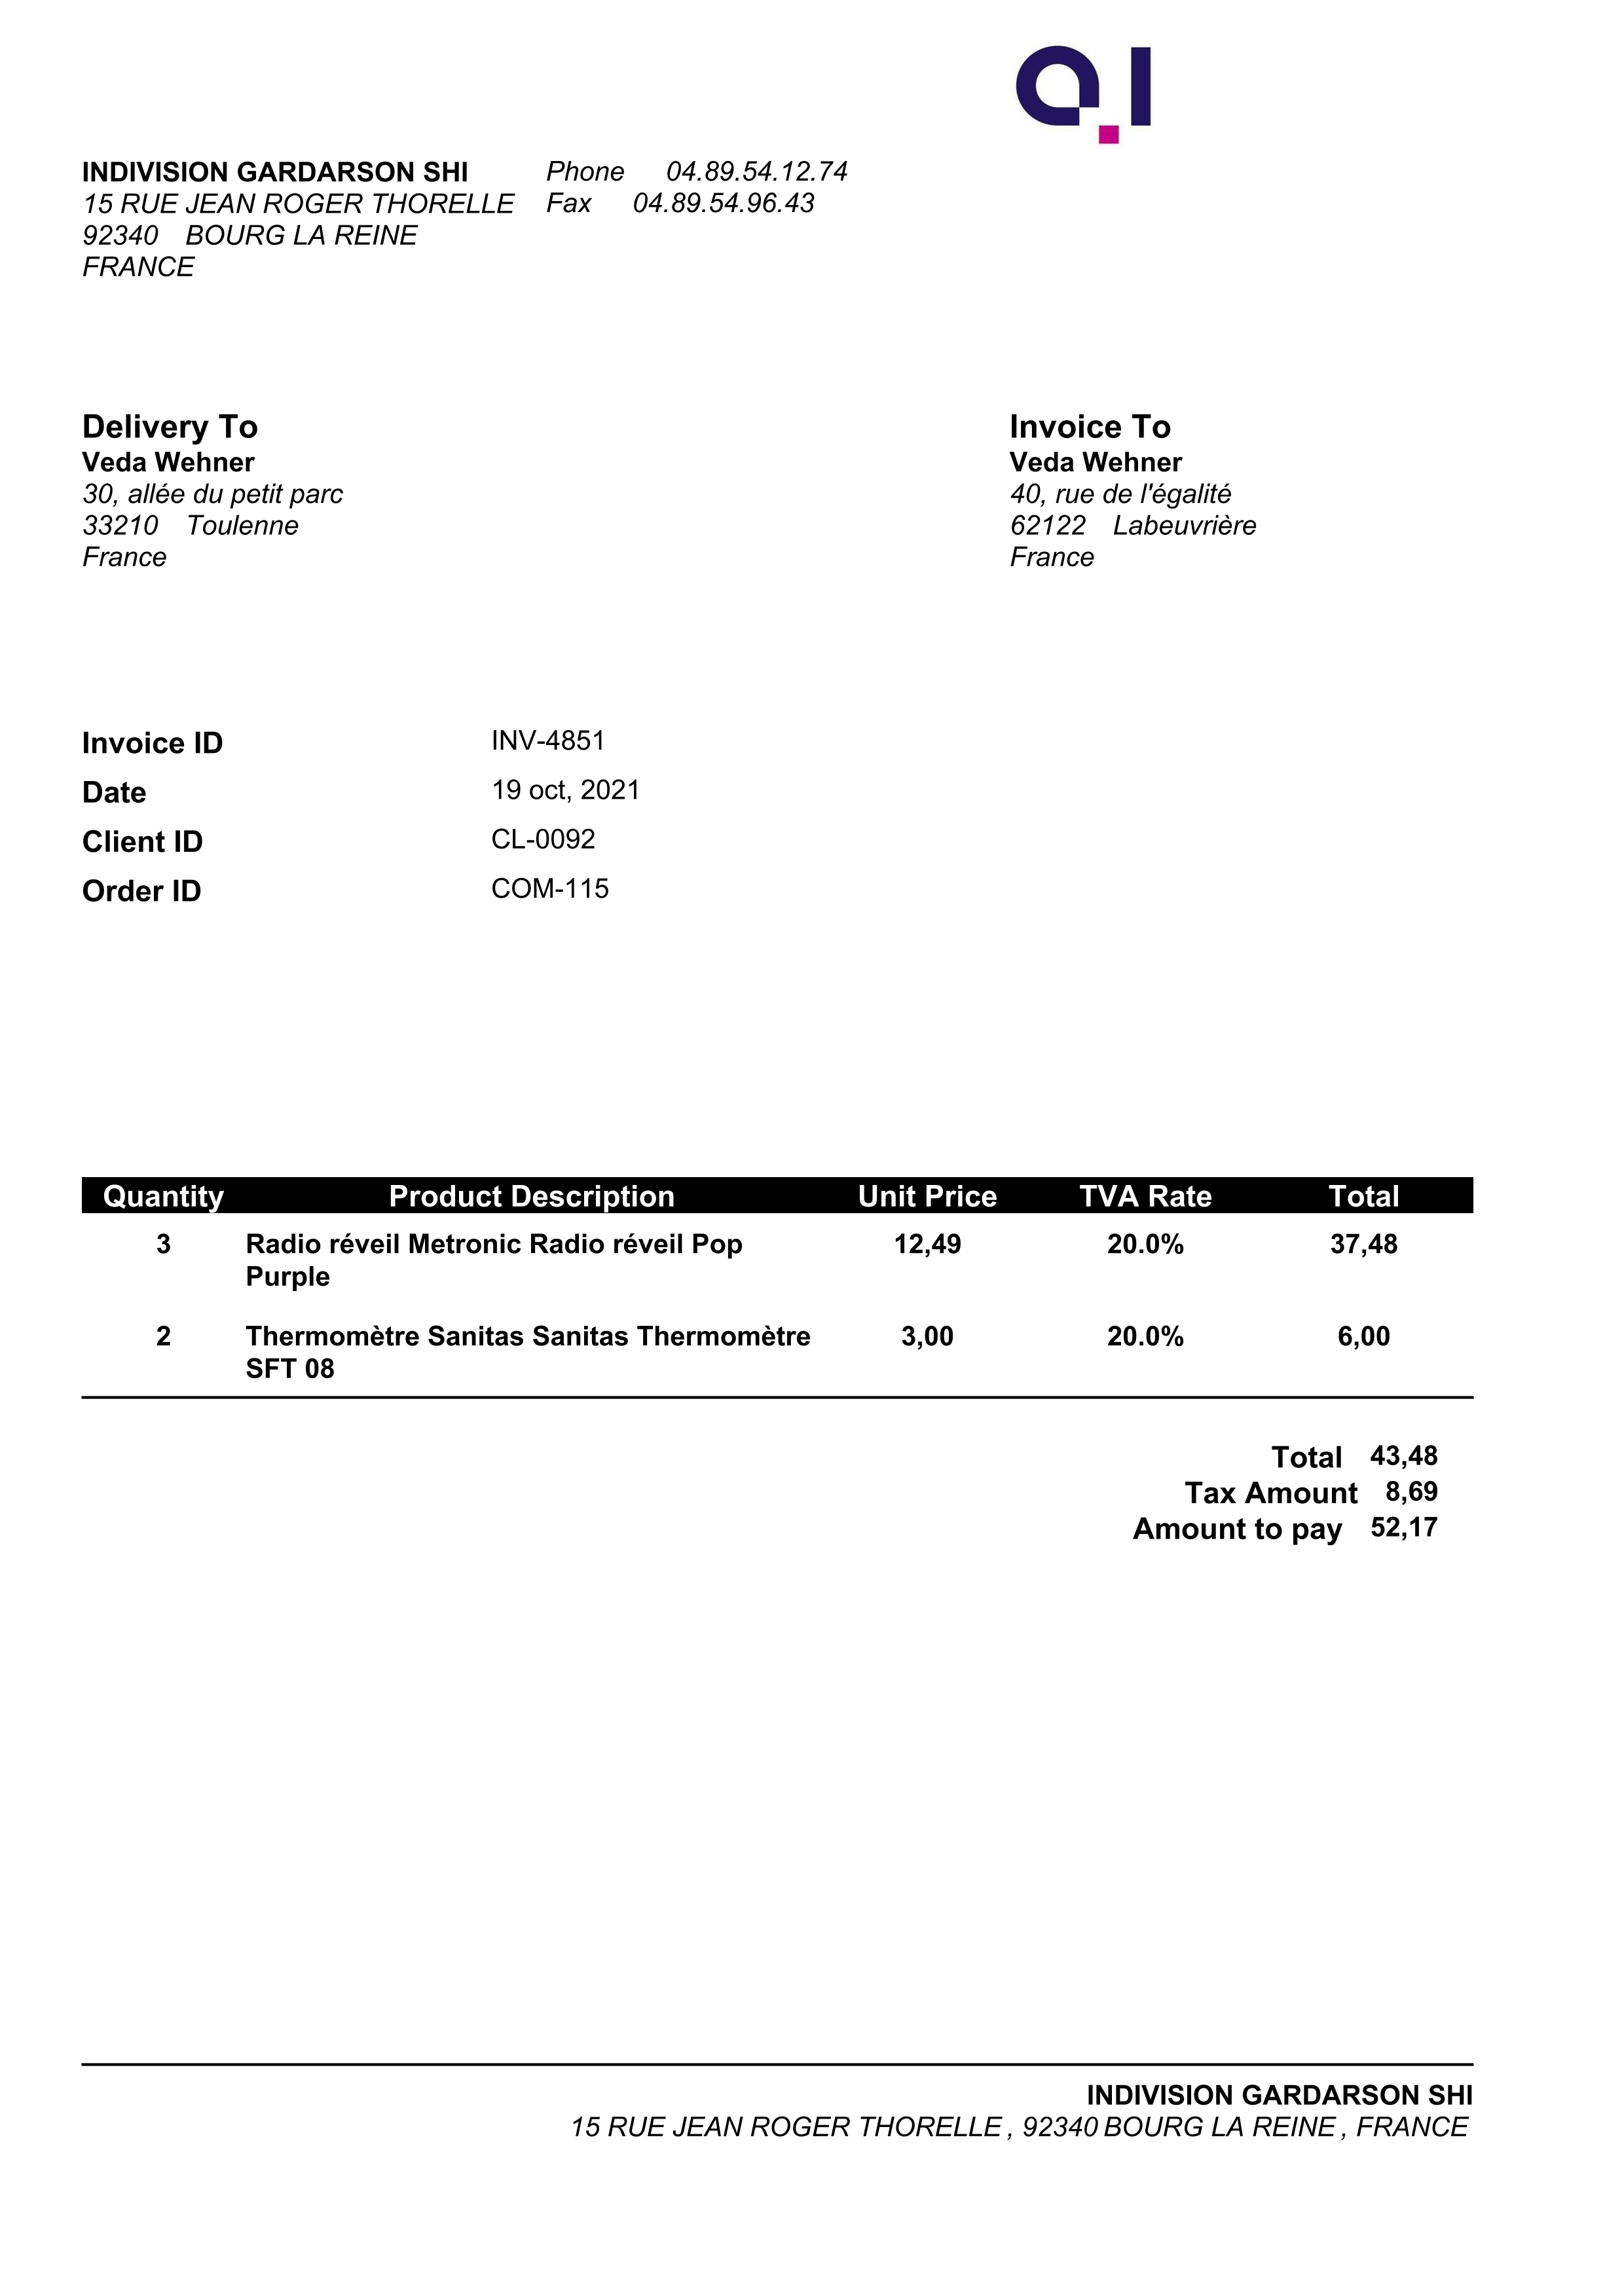 INDIVISION GARDARSON SHI
15 RUE JEAN ROGER THORELLE
92340 BOURG LA REINE
FRANCE
Phone 04.89.54.12.74
Fax 04.89.54.96.43
Delivery To
Veda Wehner
30, allée du petit parc
33210 Toulenne
France
Invoice To
Veda Wehner
40, rue de l'égalité
62122 Labeuvrière
France
Invoice ID INV-4851
Date 19 oct, 2021
Client ID CL-0092
Order ID COM-115
Quantity Product Description Unit Price TVA Rate Total
3 Radio réveil Metronic Radio réveil Pop 12,49 20.0% 37,48
Purple
2 Thermomètre Sanitas Sanitas Thermomètre 3,00 20.0% 6,00
SFT 08
Total 43,48
Tax Amount 8,69
Amount to pay 52,17
INDIVISION GARDARSON SHI
15 RUE JEAN ROGER THORELLE , 92340 BOURG LA REINE , FRANCE